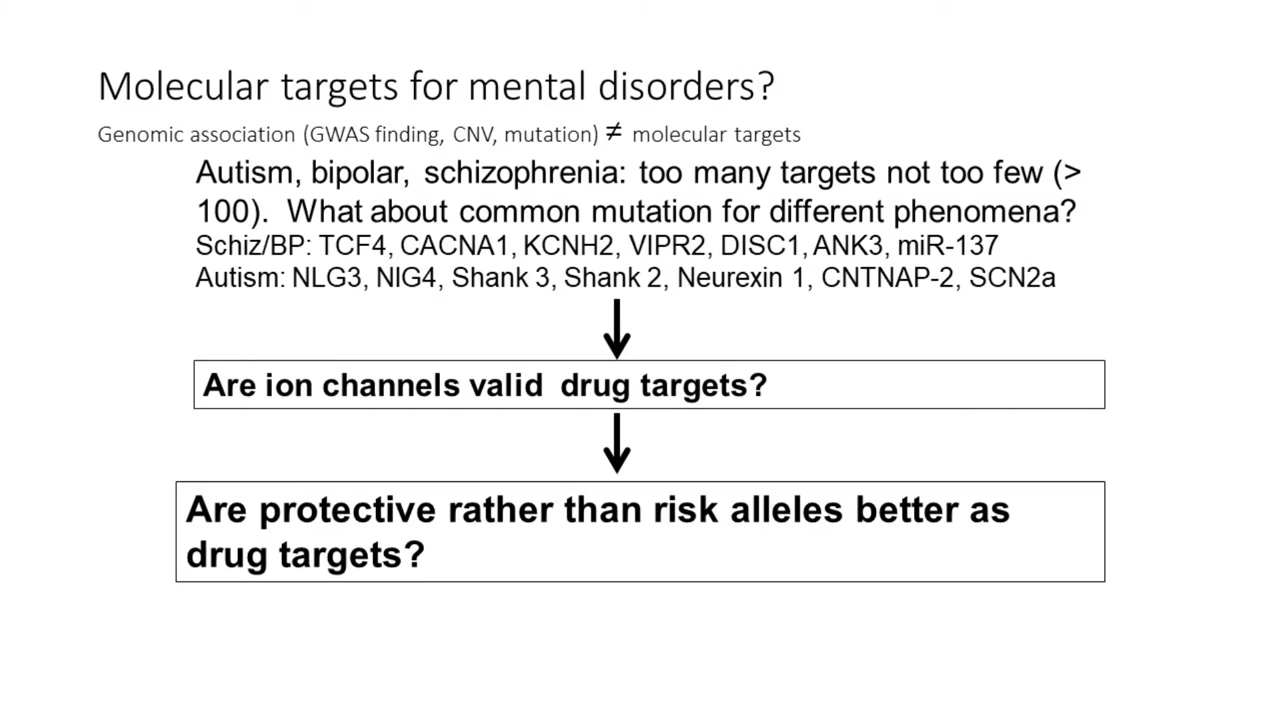 Molecular targets for mental disorders?
Genomic association (GWAS finding, CNV, mutation) ≠ molecular targets
Autism, bipolar, schizophrenia: too many targets not too few (>
100). What about common mutation for different phenomena?
Schiz/BP: TCF4, CACNA1, KCNH2, VIPR2, DISC1, ANK3, miR-137
Autism: NLG3, NIG4, Shank 3, Shank 2, Neurexin 1, CNTNAP-2, SCN2a
Are ion channels valid drug targets?
Are protective rather than risk alleles better as
drug targets?